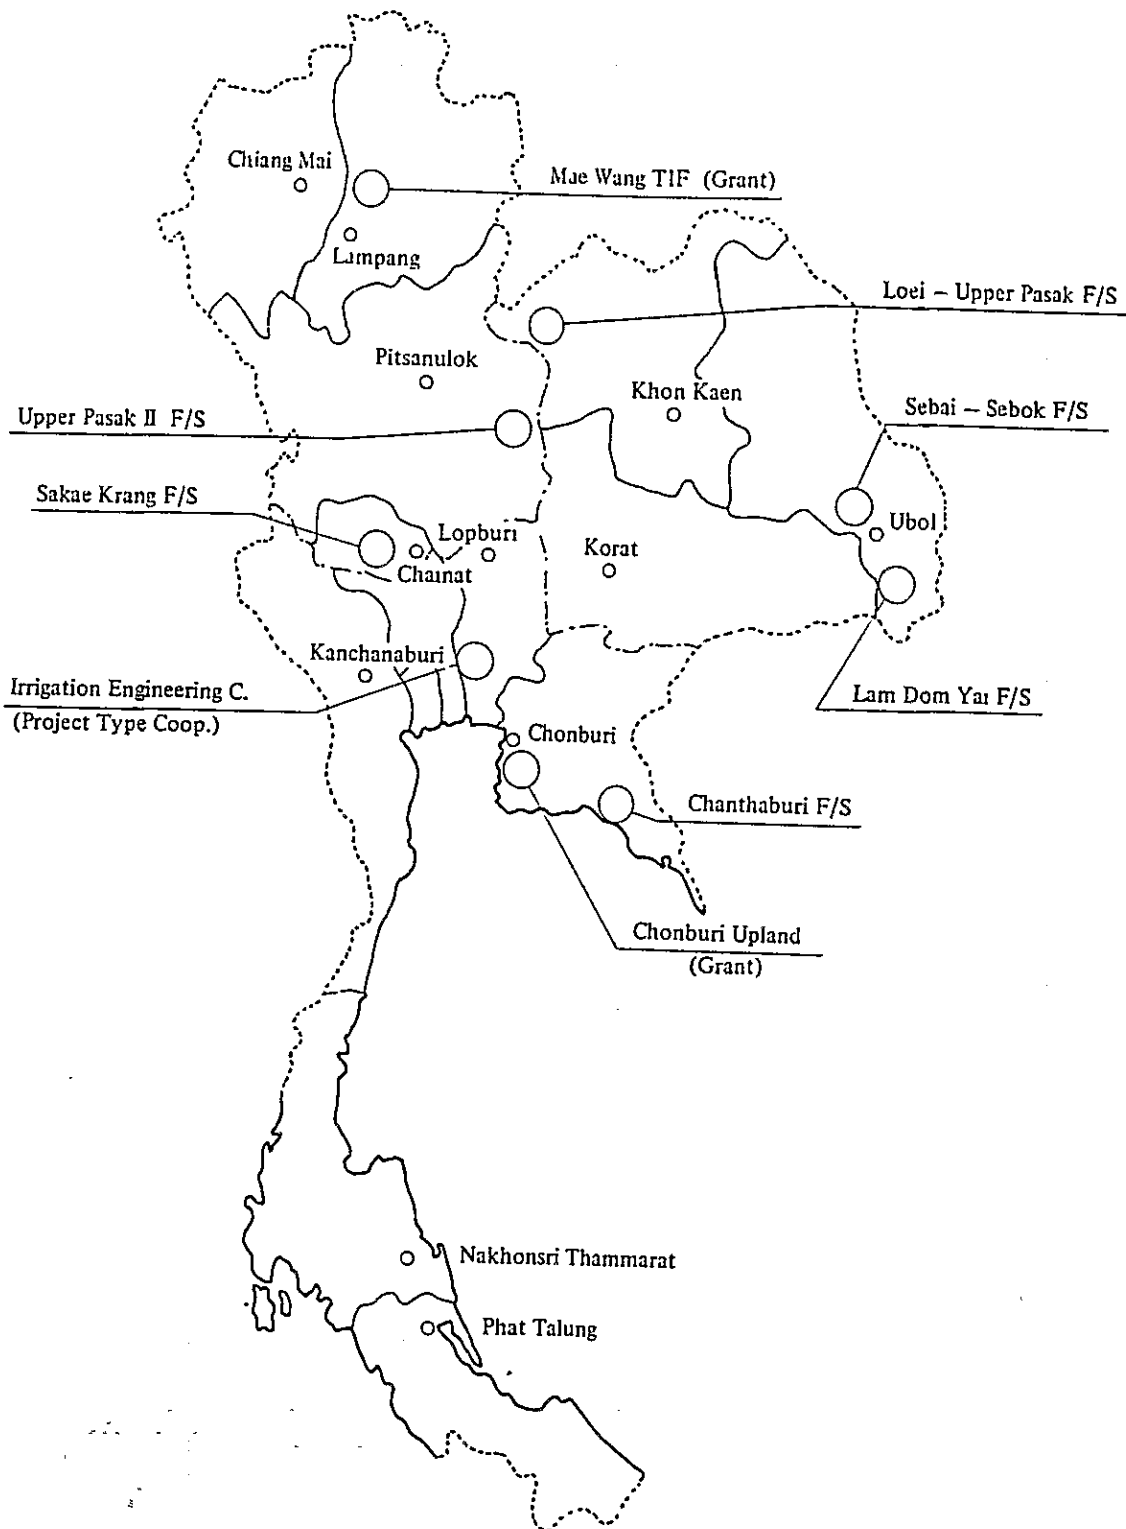 Chiang Mai
Mae Wang TIF (Grant)
Lampang
Loei – Upper Pasak F/S
Pitsanulok
Khon Kaen
Sebai – Sebok F/S
Upper Pasak II F/S
Sakae Krang F/S
Lopburi
Ubol
Korat
Chainat
Kanchanaburi
Irrigation Engineering C.
(Project Type Coop.)
Lam Dom Yai F/S
Chonburi
Chanthaburi F/S
Chonburi Upland
(Grant)
Nakhonsri Thammarat
Phat Talung